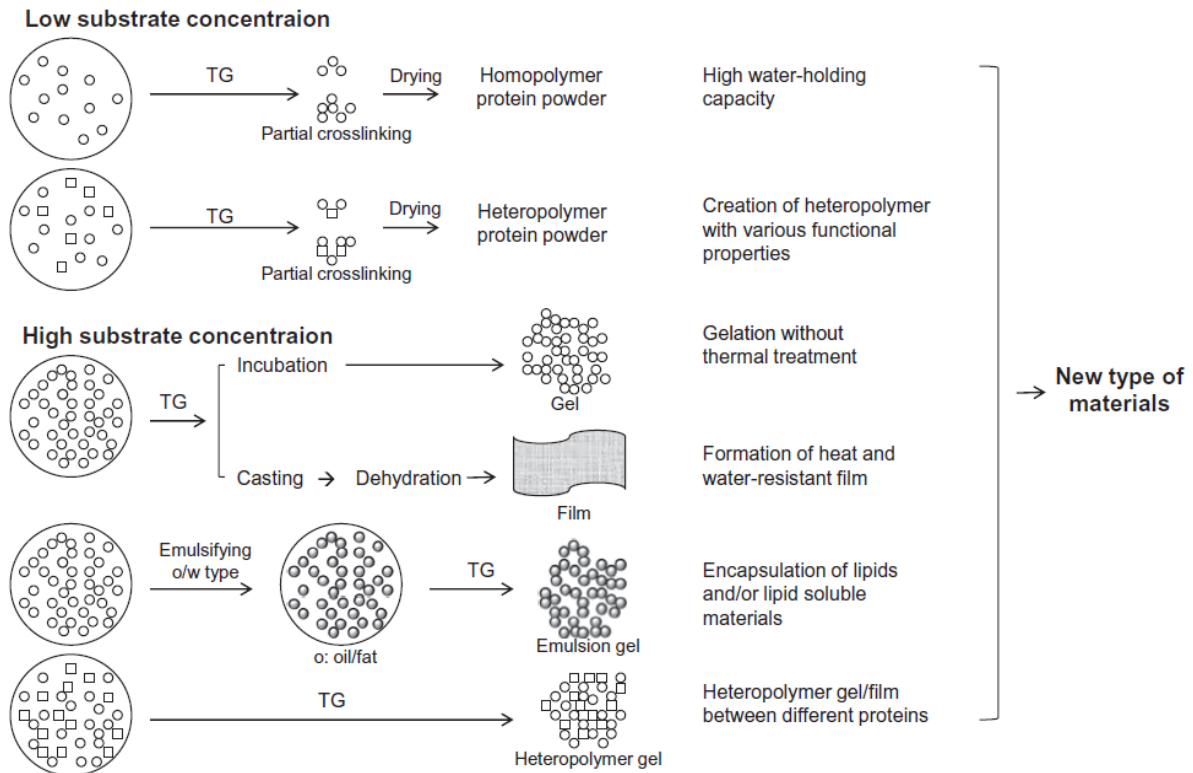 Low substrate concentraion
TG
Drying
Homopolymer
protein powder
High water-holding
capacity
Partial crosslinking
TG
Drying
Heteropolymer
protein powder
Creation of heteropolymer
with various functional
properties
Partial crosslinking
High substrate concentraion
TG
Incubation
Gel
Gelation without
thermal treatment
Casting
Dehydration
Film
Formation of heat and
water-resistant film
New type of
materials
Emulsifying
o/w type
o: oil/fat
TG
Emulsion gel
Encapsulation of lipids
and/or lipid soluble
materials
TG
Heteropolymer gel
Heteropolymer gel/film
between different proteins